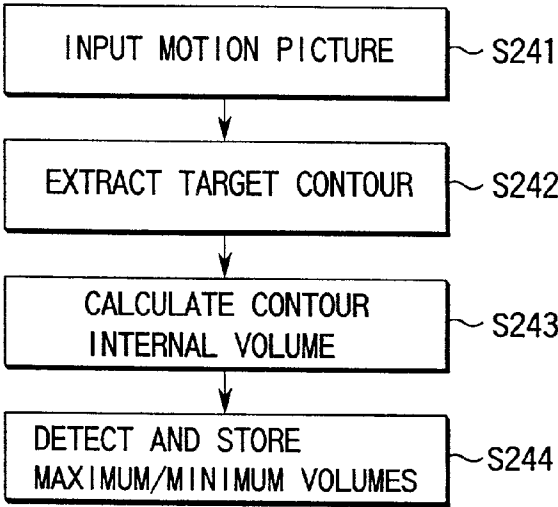 INPUT MOTION PICTURE
S241
EXTRACT TARGET CONTOUR
S242
CALCULATE CONTOUR
INTERNAL VOLUME
S243
DETECT AND STORE
MAXIMUM/MINIMUM VOLUMES
S244